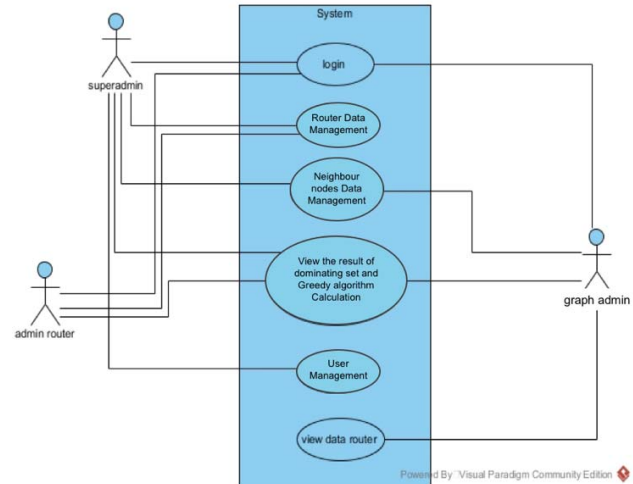 System
login
superadmin
Router Data
Management
Neighbour
nodes Data
Management
View the result of
dominating set and
Greedy algorithm
Calculation
graph admin
admin router
User
Management
view data router
Powered By Visual Paradigm Community Edition